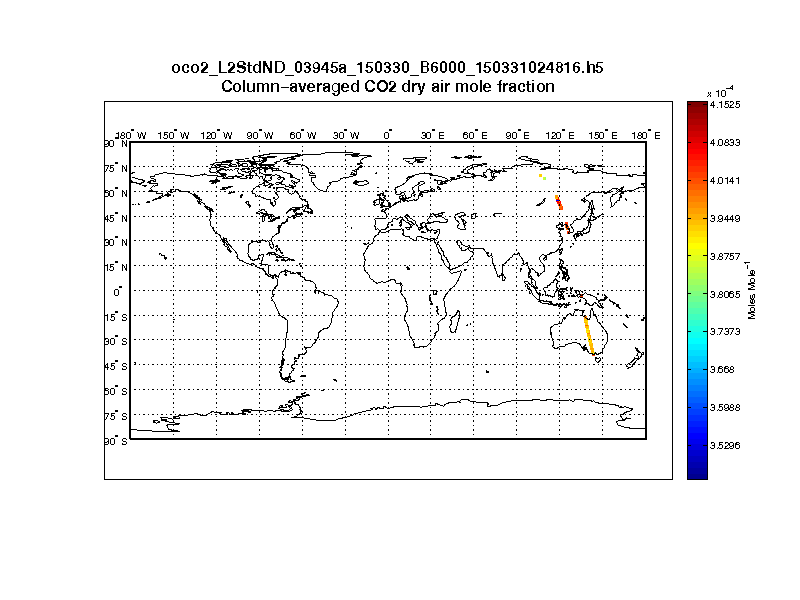 oco2_L2StdND_03945a_150330_B6000_150331024816.h5
Column-averaged CO2 dry air mole fraction
x 10^-4
180° W 150° W 120° W 90° W 60° W 30° W 0° 30° E 60° E 90° E 120° E 150° E 180° E
90° N
75° N
60° N
45° N
30° N
15° N
0°
15° S
30° S
45° S
60° S
75° S
90° S
4.1525
4.0833
4.0141
3.9449
3.8757
3.8065
3.7373
3.668
3.5988
3.5296
Moles Mole^-1